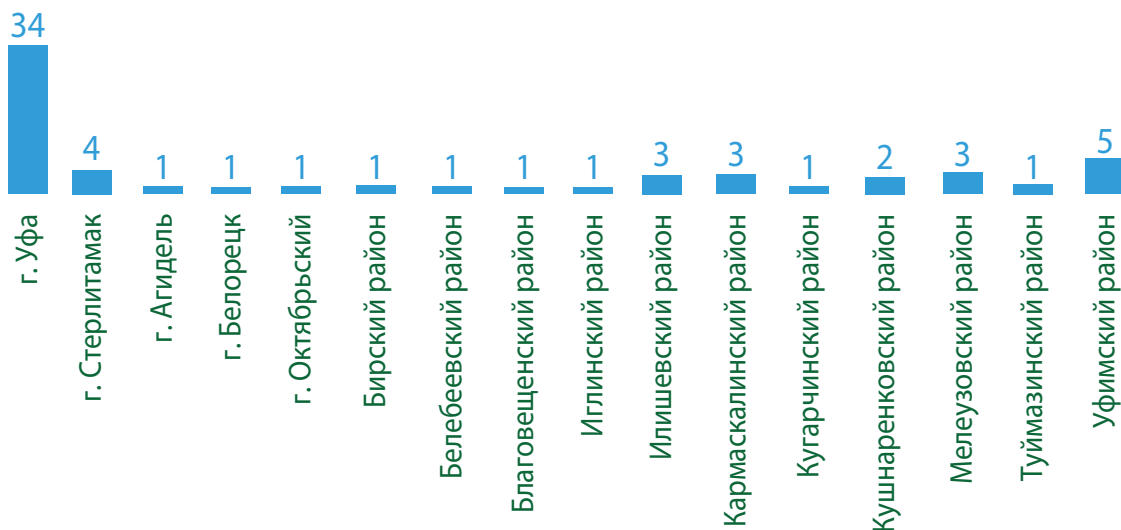 34
4
1
1
1
1
1
1
1
3
3
1
2
3
1
5
г. Уфа
г. Стерлитамак
г. Агидель
г. Белорецк
г. Октябрьский
Бирский район
Белебеевский район
Благовещенский район
Иглинский район
Илишевский район
Кармаскалинский район
Кугарчинский район
Кушнаренковский район
Мелеузовский район
Туймазинский район
Уфимский район